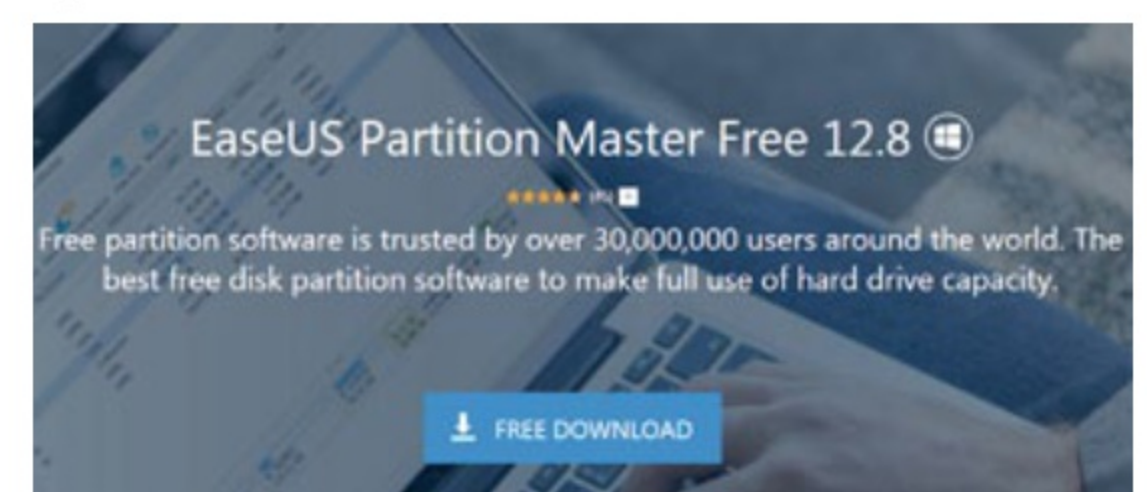 EaseUS Partition Master Free 12.8
Free partition software is trusted by over 30,000,000 users around the world. The
best free disk partition software to make full use of hard drive capacity.
FREE DOWNLOAD